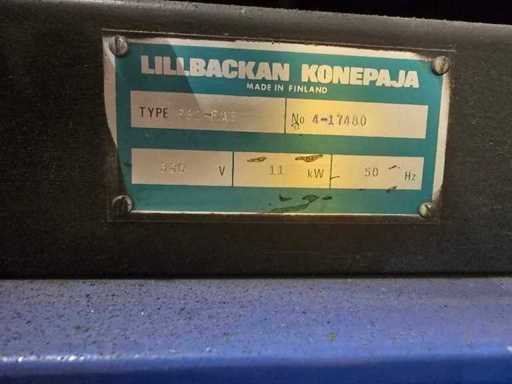 LILLBACKAN KONEPAJA
MADE IN FINLAND
TYPE
No 4-17480
V
11 kW
50 Hz